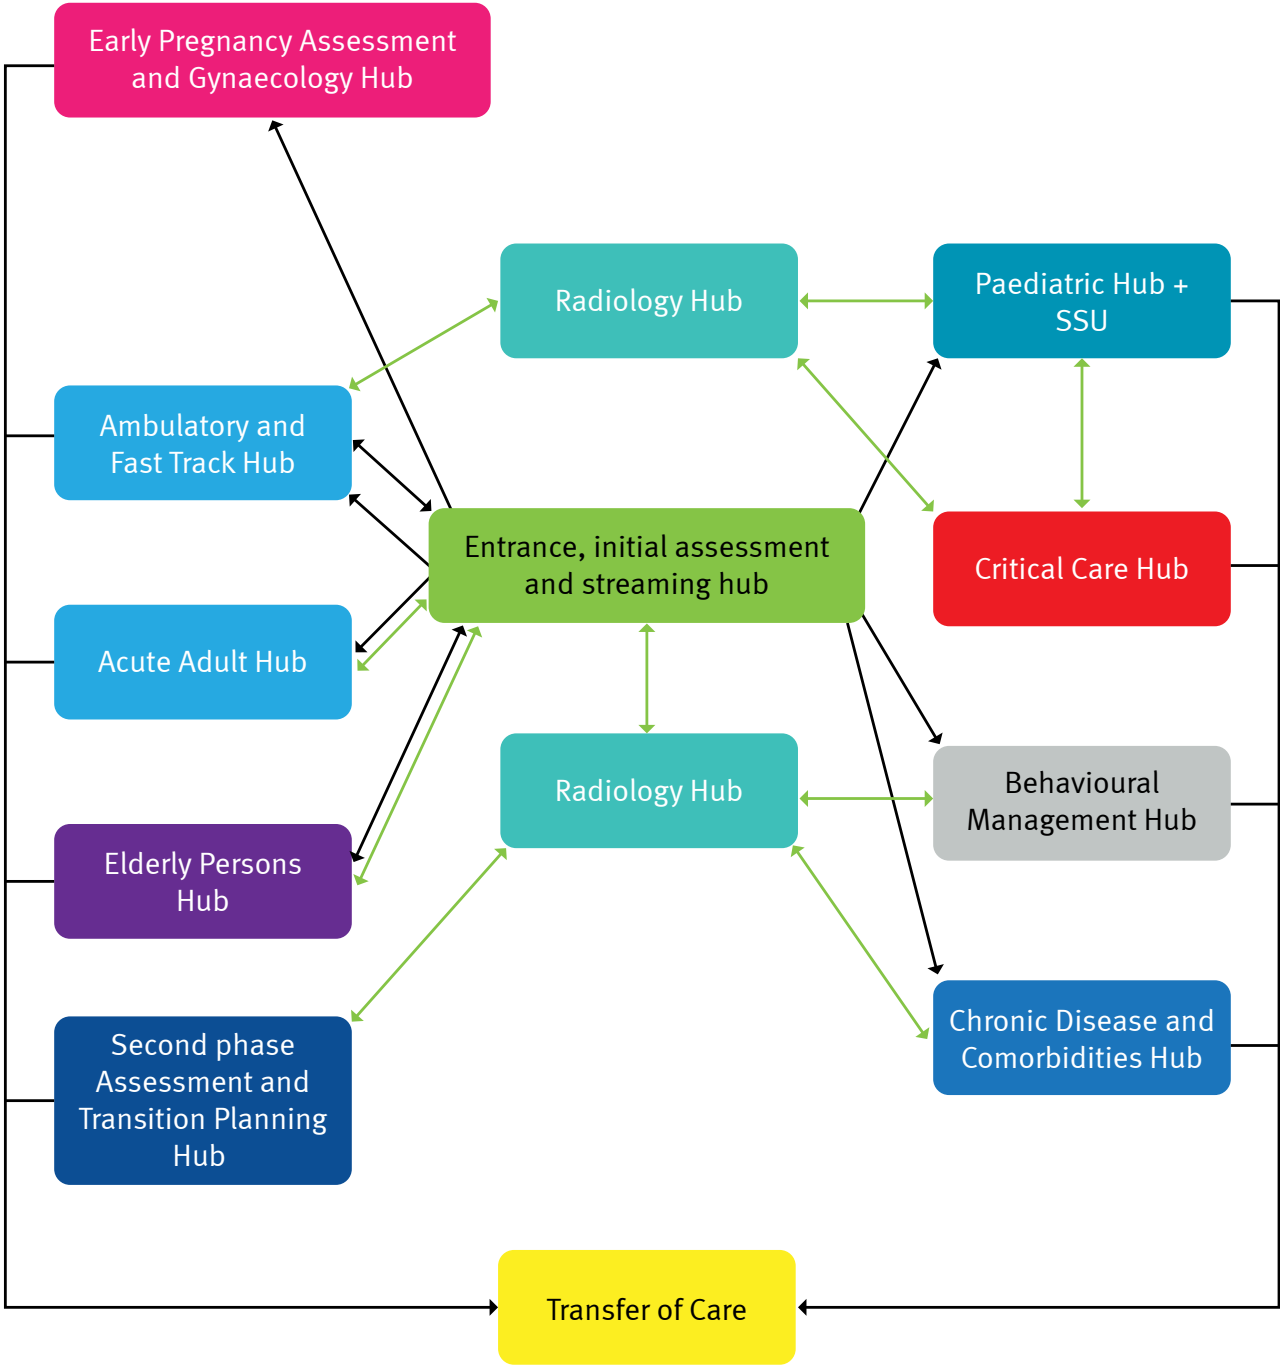 Early Pregnancy Assessment
and Gynaecology Hub
Radiology Hub
Paediatric Hub +
SSU
Ambulatory and
Fast Track Hub
Entrance, initial assessment
and streaming hub
Critical Care Hub
Acute Adult Hub
Radiology Hub
Behavioural
Management Hub
Elderly Persons
Hub
Second phase
Assessment and
Transition Planning
Hub
Chronic Disease and
Comorbidities Hub
Transfer of Care